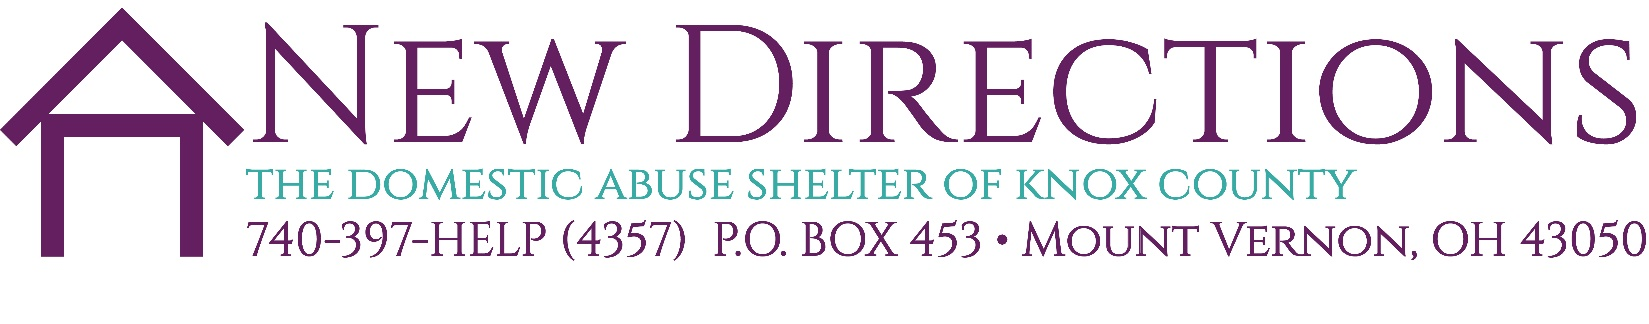 New Directions
THE DOMESTIC ABUSE SHELTER OF KNOX COUNTY
740-397-HELP (4357) P.O. BOX 453 • Mount Vernon, OH 43050